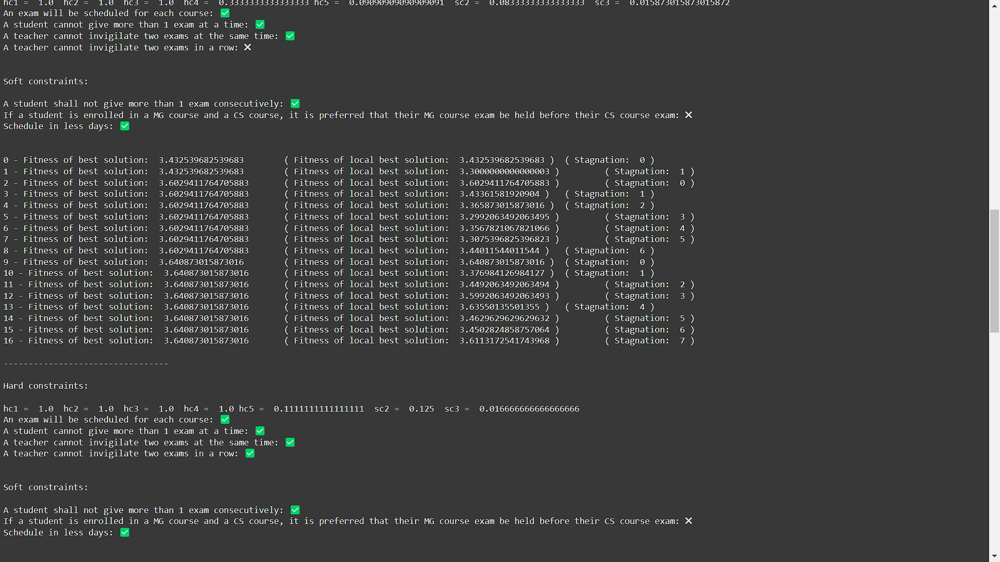 hc1 =  1.0  hc2 =  1.0  hc3 =  1.0  hc4 =  0.3333333333333333 hc5 =  0.09090909090909091  sc2 =  0.08333333333333333  sc3 =  0.015873015873015872
An exam will be scheduled for each course: ✅
A student cannot give more than 1 exam at a time: ✅
A teacher cannot invigilate two exams at the same time: ✅
A teacher cannot invigilate two exams in a row: ❌
Soft constraints:
A student shall not give more than 1 exam consecutively: ✅
If a student is enrolled in a MG course and a CS course, it is preferred that their MG course exam be held before their CS course exam: ❌
Schedule in less days: ✅
0 - Fitness of best solution:  3.432539682539683 ( Fitness of local best solution:  3.432539682539683 ) ( Stagnation:  0 )
1 - Fitness of best solution:  3.432539682539683 ( Fitness of local best solution:  3.3000000000000003 ) ( Stagnation:  1 )
2 - Fitness of best solution:  3.6029411764705883 ( Fitness of local best solution:  3.6029411764705883 ) ( Stagnation:  0 )
3 - Fitness of best solution:  3.6029411764705883 ( Fitness of local best solution:  3.43361581920904 ) ( Stagnation:  1 )
4 - Fitness of best solution:  3.6029411764705883 ( Fitness of local best solution:  3.365873015873016 ) ( Stagnation:  2 )
5 - Fitness of best solution:  3.6029411764705883 ( Fitness of local best solution:  3.2992063492063495 ) ( Stagnation:  3 )
6 - Fitness of best solution:  3.6029411764705883 ( Fitness of local best solution:  3.3567821067821066 ) ( Stagnation:  4 )
7 - Fitness of best solution:  3.6029411764705883 ( Fitness of local best solution:  3.3075396825396823 ) ( Stagnation:  5 )
8 - Fitness of best solution:  3.6029411764705883 ( Fitness of local best solution:  3.44011544011544 ) ( Stagnation:  6 )
9 - Fitness of best solution:  3.640873015873016 ( Fitness of local best solution:  3.640873015873016 ) ( Stagnation:  0 )
10 - Fitness of best solution:  3.640873015873016 ( Fitness of local best solution:  3.376984126984127 ) ( Stagnation:  1 )
11 - Fitness of best solution:  3.640873015873016 ( Fitness of local best solution:  3.4492063492063494 ) ( Stagnation:  2 )
12 - Fitness of best solution:  3.640873015873016 ( Fitness of local best solution:  3.5992063492063493 ) ( Stagnation:  3 )
13 - Fitness of best solution:  3.640873015873016 ( Fitness of local best solution:  3.63550135501355 ) ( Stagnation:  4 )
14 - Fitness of best solution:  3.640873015873016 ( Fitness of local best solution:  3.4629629629629632 ) ( Stagnation:  5 )
15 - Fitness of best solution:  3.640873015873016 ( Fitness of local best solution:  3.4502824858757064 ) ( Stagnation:  6 )
16 - Fitness of best solution:  3.640873015873016 ( Fitness of local best solution:  3.6113172541743968 ) ( Stagnation:  7 )
---------------------------------
Hard constraints:
hc1 =  1.0  hc2 =  1.0  hc3 =  1.0  hc4 =  1.0 hc5 =  0.1111111111111111  sc2 =  0.125  sc3 =  0.016666666666666666
An exam will be scheduled for each course: ✅
A student cannot give more than 1 exam at a time: ✅
A teacher cannot invigilate two exams at the same time: ✅
A teacher cannot invigilate two exams in a row: ✅
Soft constraints:
A student shall not give more than 1 exam consecutively: ✅
If a student is enrolled in a MG course and a CS course, it is preferred that their MG course exam be held before their CS course exam: ❌
Schedule in less days: ✅